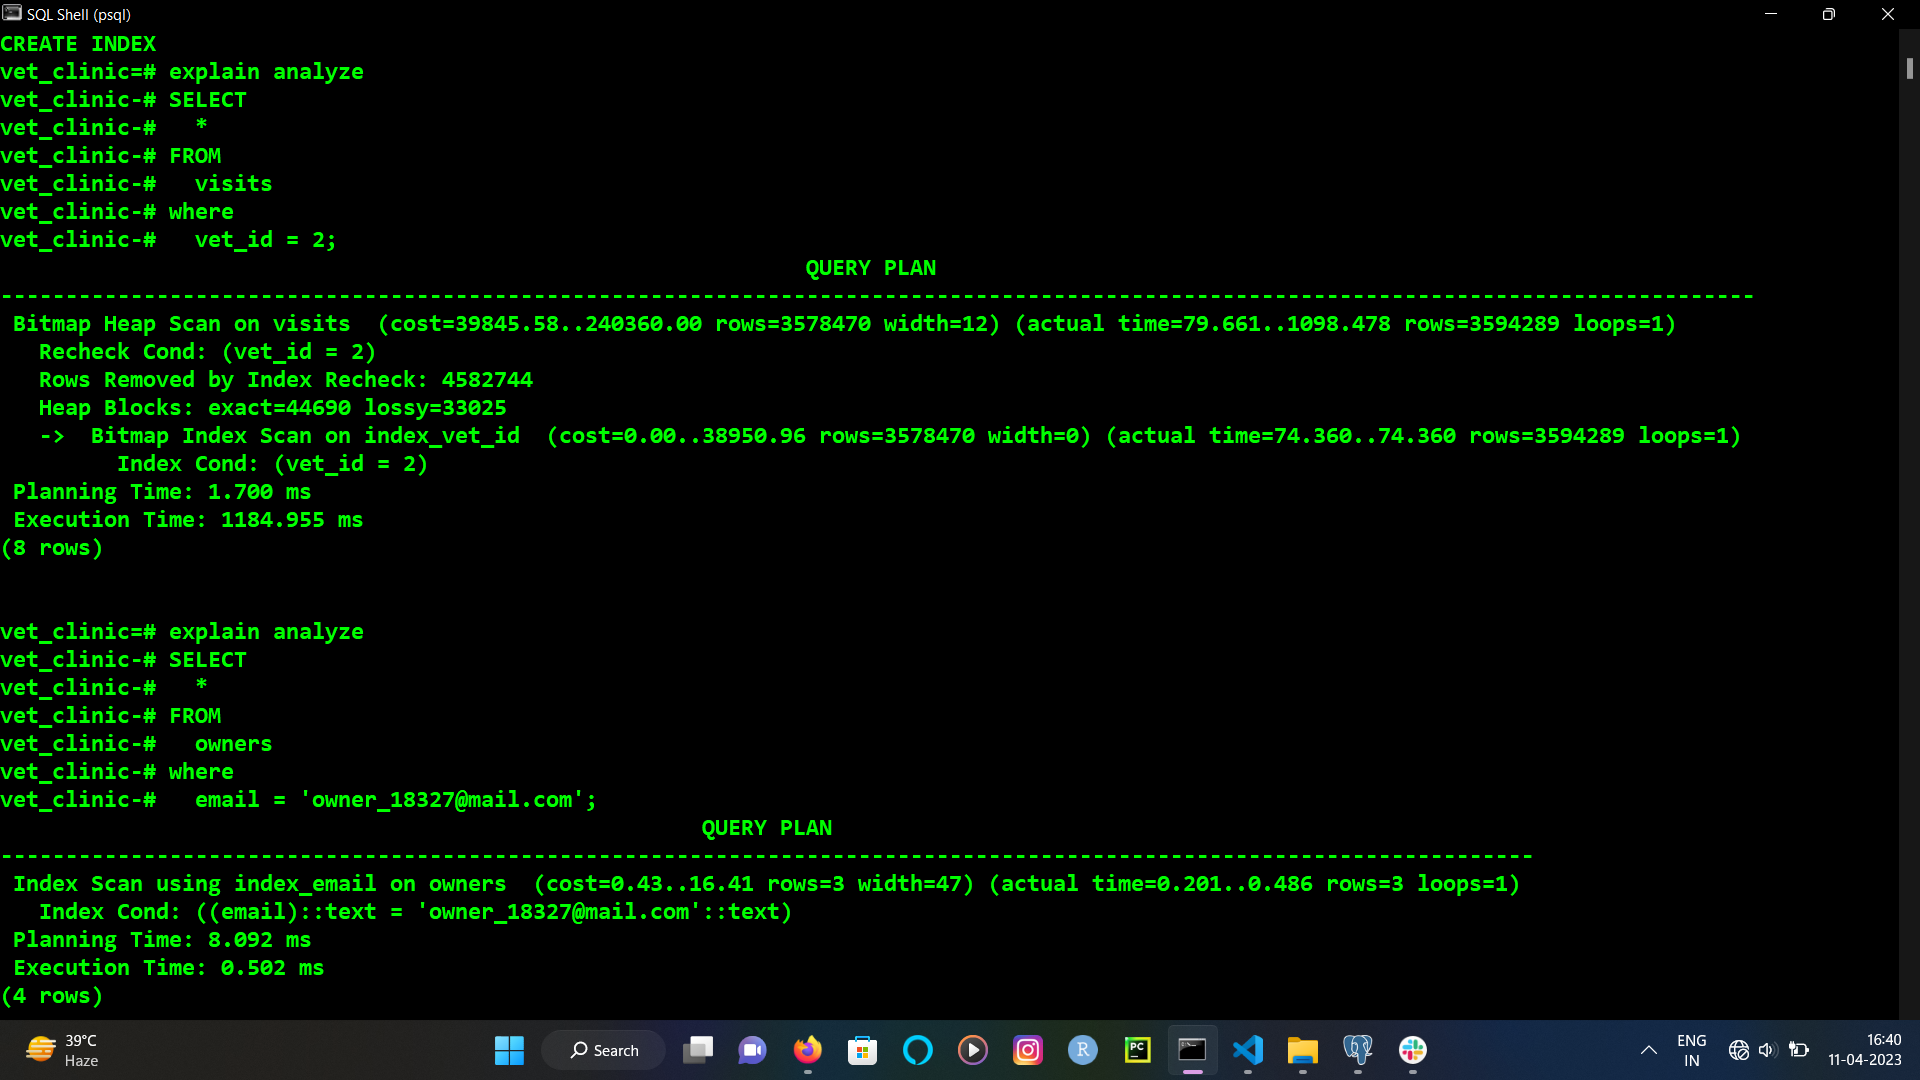 SQL Shell (psql)
CREATE INDEX
vet_clinic=# explain analyze
vet_clinic-# SELECT
vet_clinic-#   *
vet_clinic-# FROM
vet_clinic-#   visits
vet_clinic-# where
vet_clinic-#   vet_id = 2;
QUERY PLAN
---------------------------------------------------------------------------------------------------------------------------------------
Bitmap Heap Scan on visits  (cost=39845.58..240360.00 rows=3578470 width=12) (actual time=79.661..1098.478 rows=3594289 loops=1)
Recheck Cond: (vet_id = 2)
Rows Removed by Index Recheck: 4582744
Heap Blocks: exact=44690 lossy=33025
->  Bitmap Index Scan on index_vet_id  (cost=0.00..38950.96 rows=3578470 width=0) (actual time=74.360..74.360 rows=3594289 loops=1)
Index Cond: (vet_id = 2)
Planning Time: 1.700 ms
Execution Time: 1184.955 ms
(8 rows)
vet_clinic=# explain analyze
vet_clinic-# SELECT
vet_clinic-#   *
vet_clinic-# FROM
vet_clinic-#   owners
vet_clinic-# where
vet_clinic-#   email = 'owner_18327@mail.com';
QUERY PLAN
----------------------------------------------------------------------------------------------------------------------
Index Scan using index_email on owners  (cost=0.43..16.41 rows=3 width=47) (actual time=0.201..0.486 rows=3 loops=1)
Index Cond: ((email)::text = 'owner_18327@mail.com'::text)
Planning Time: 8.092 ms
Execution Time: 0.502 ms
(4 rows)
39°C
Haze
Search
R
PC
ENG
IN
16:40
11-04-2023